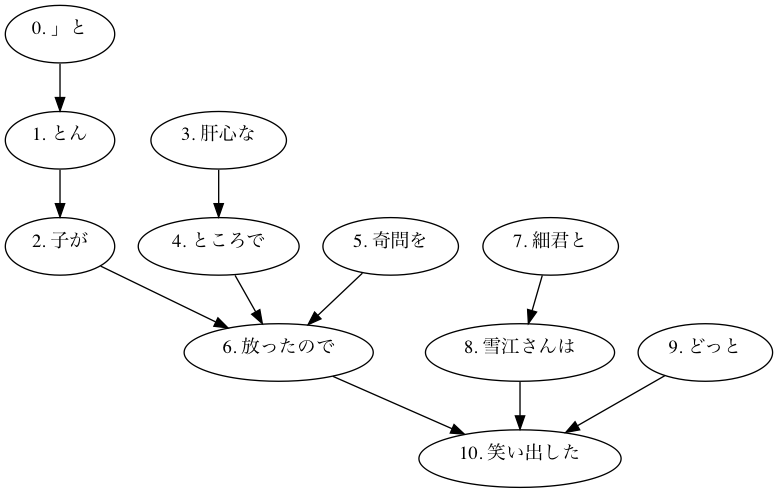 0. 」と
1. とん
3. 肝心な
2. 子が
4. ところで
5. 奇問を
7. 細君と
6. 放ったので
8. 雪江さんは
9. どっと
10. 笑い出した